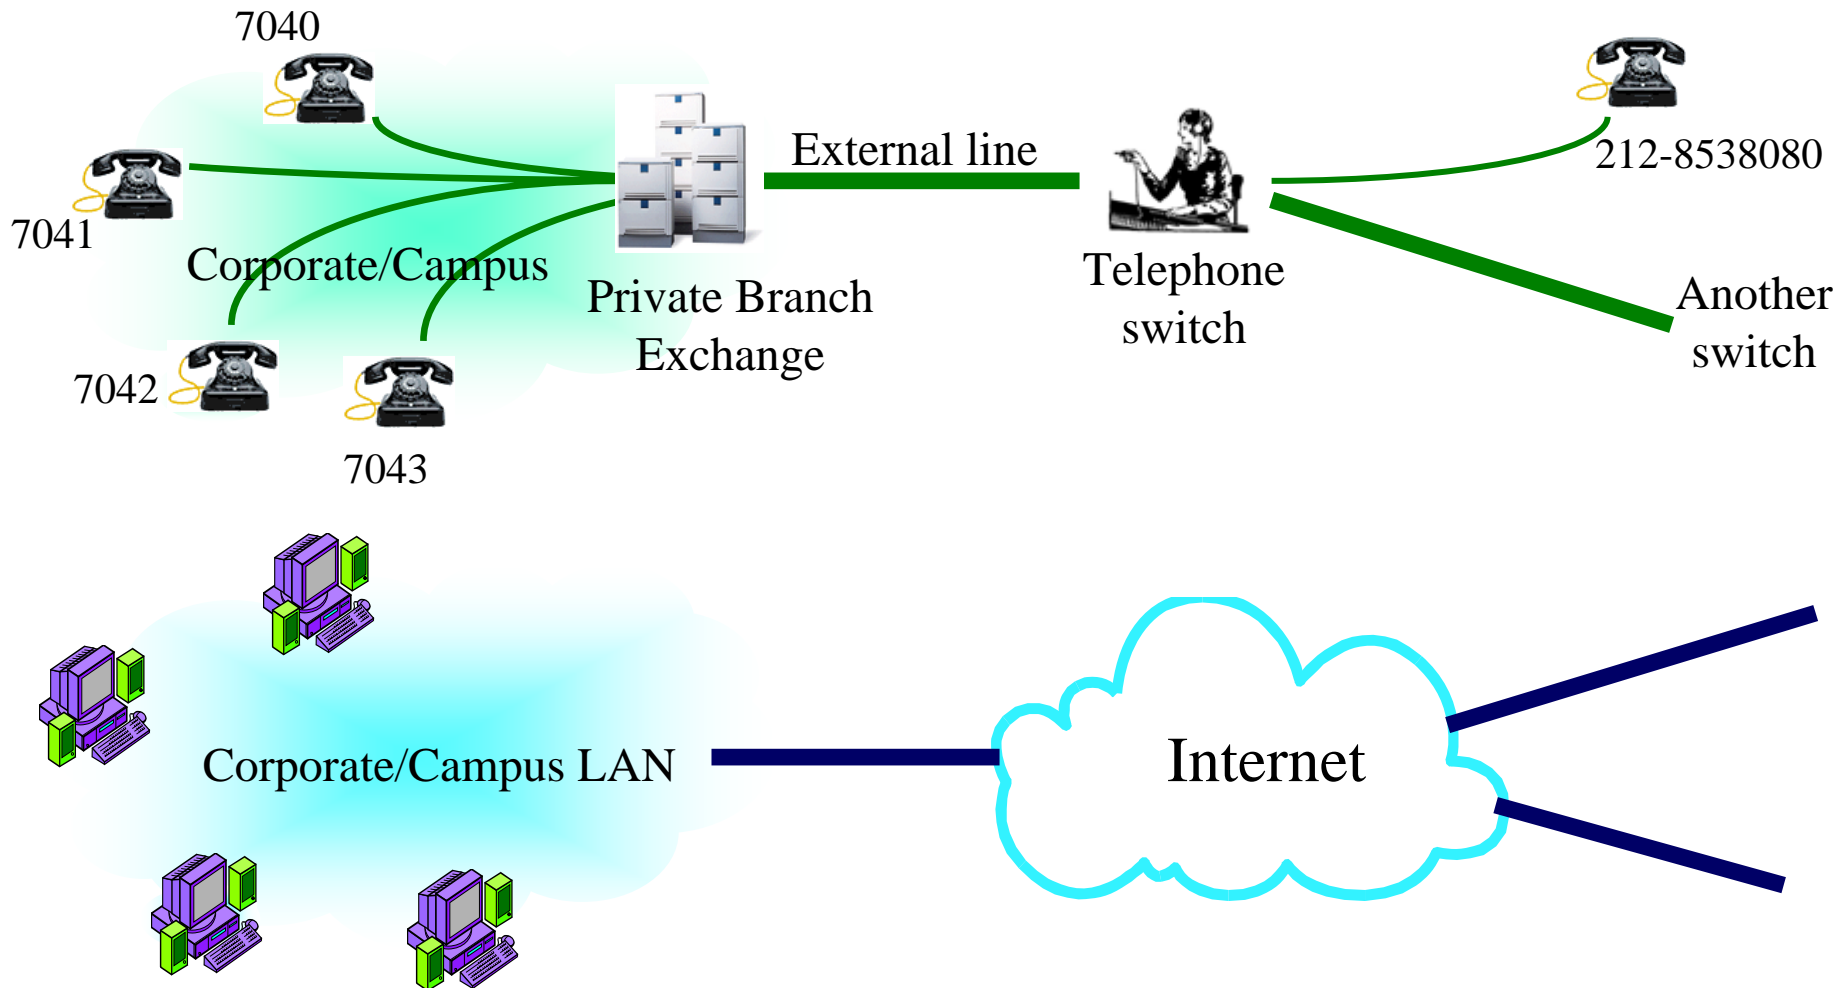 7040
External line
212-8538080
7041
Corporate/Campus
Private Branch
Exchange
Telephone
switch
Another
switch
7042
7043
Corporate/Campus LAN
Internet